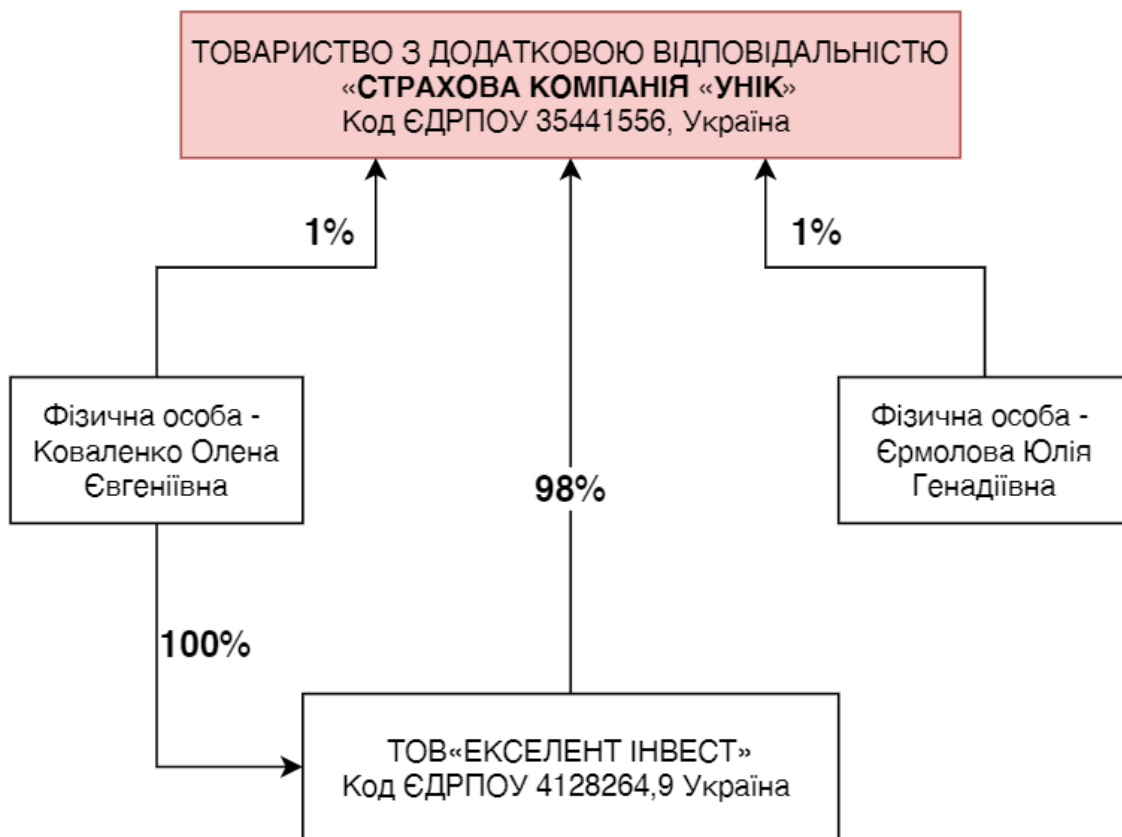 ТОВАРИСТВО З ДОДАТКОВОЮ ВІДПОВІДАЛЬНІСТЮ
«СТРАХОВА КОМПАНІЯ «УНІК»
Код ЄДРПОУ 35441556, Україна
1%
1%
Фізична особа -
Коваленко Олена
Євгеніївна
Фізична особа -
Єрмолова Юлія
Генадіївна
98%
100%
ТОВ«ЕКСЕЛЕНТ ІНВЕСТ»
Код ЄДРПОУ 4128264,9 Україна